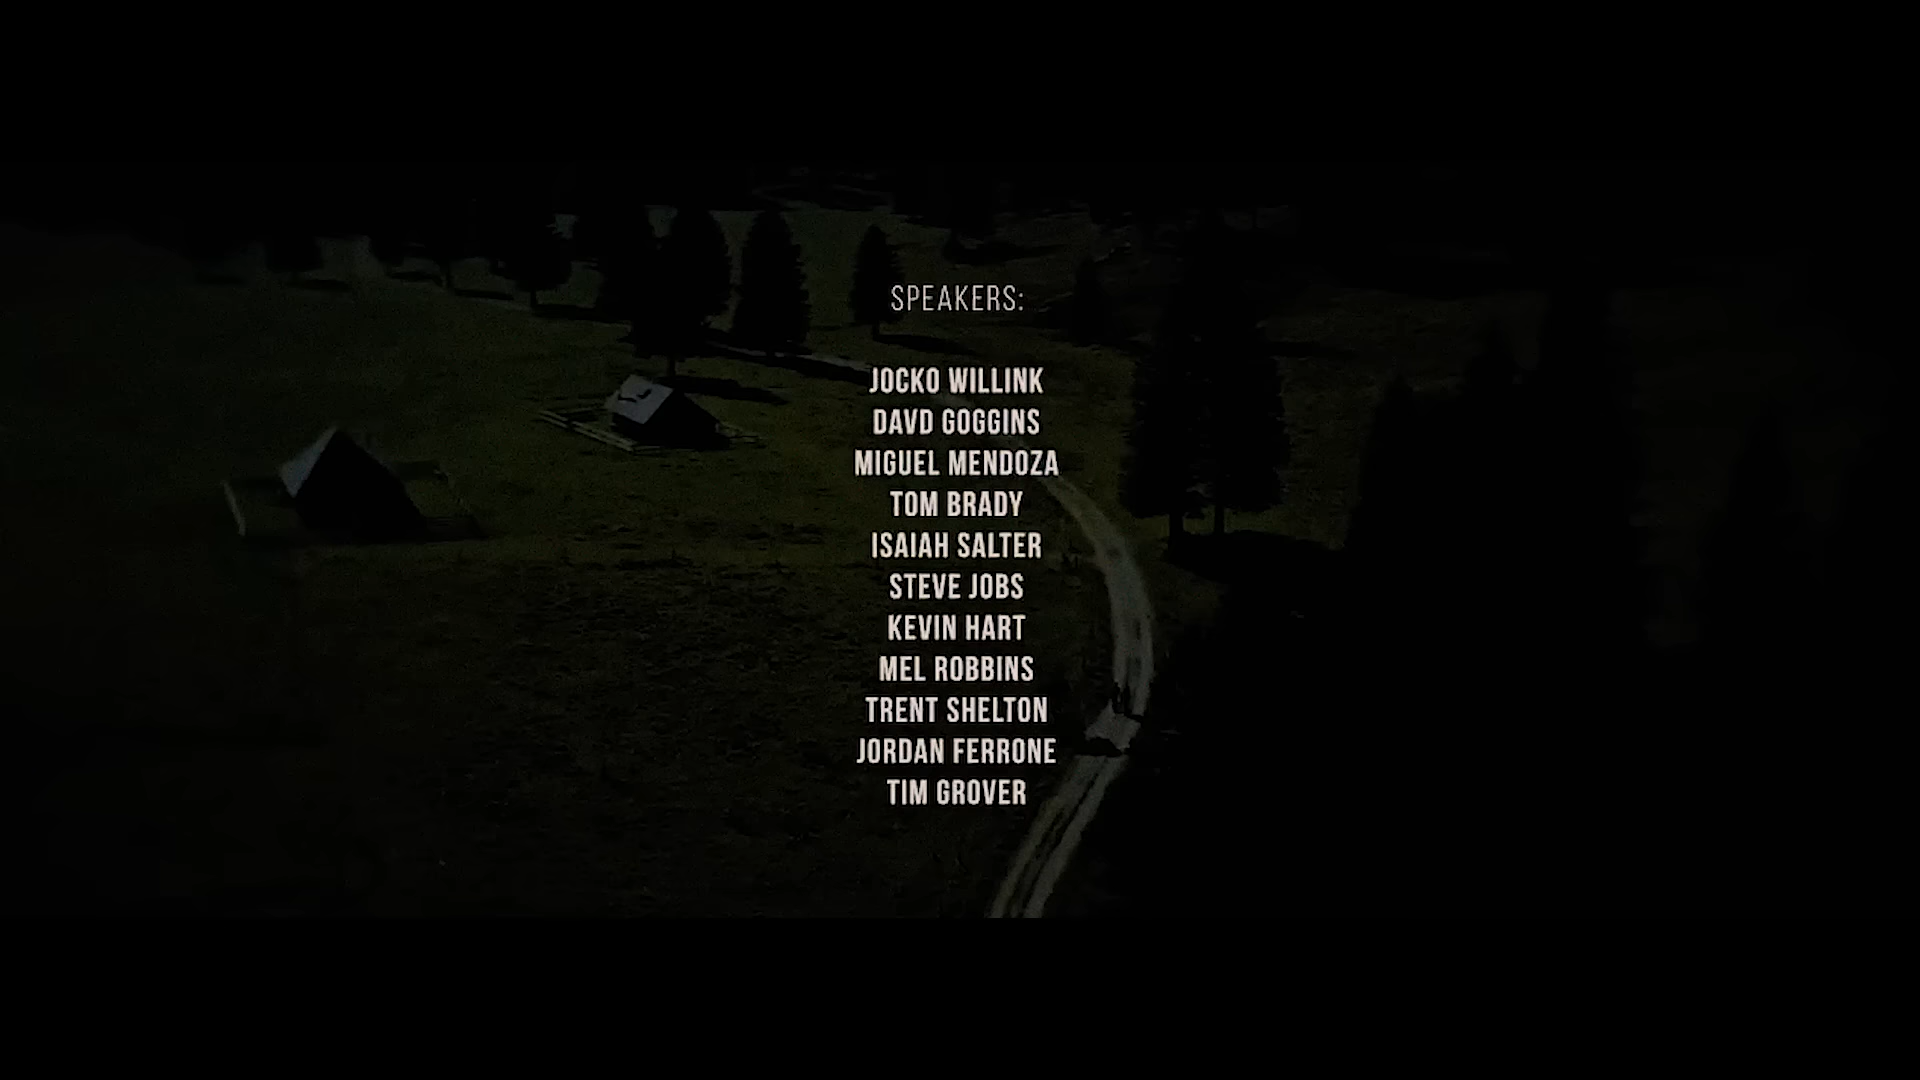 SPEAKERS:
JOCKO WILLINK
DAVD GOGGINS
MIGUEL MENDOZA
TOM BRADY
ISAIAH SALTER
STEVE JOBS
KEVIN HART
MEL ROBBINS
TRENT SHELTON
JORDAN FERRONE
TIM GROVER